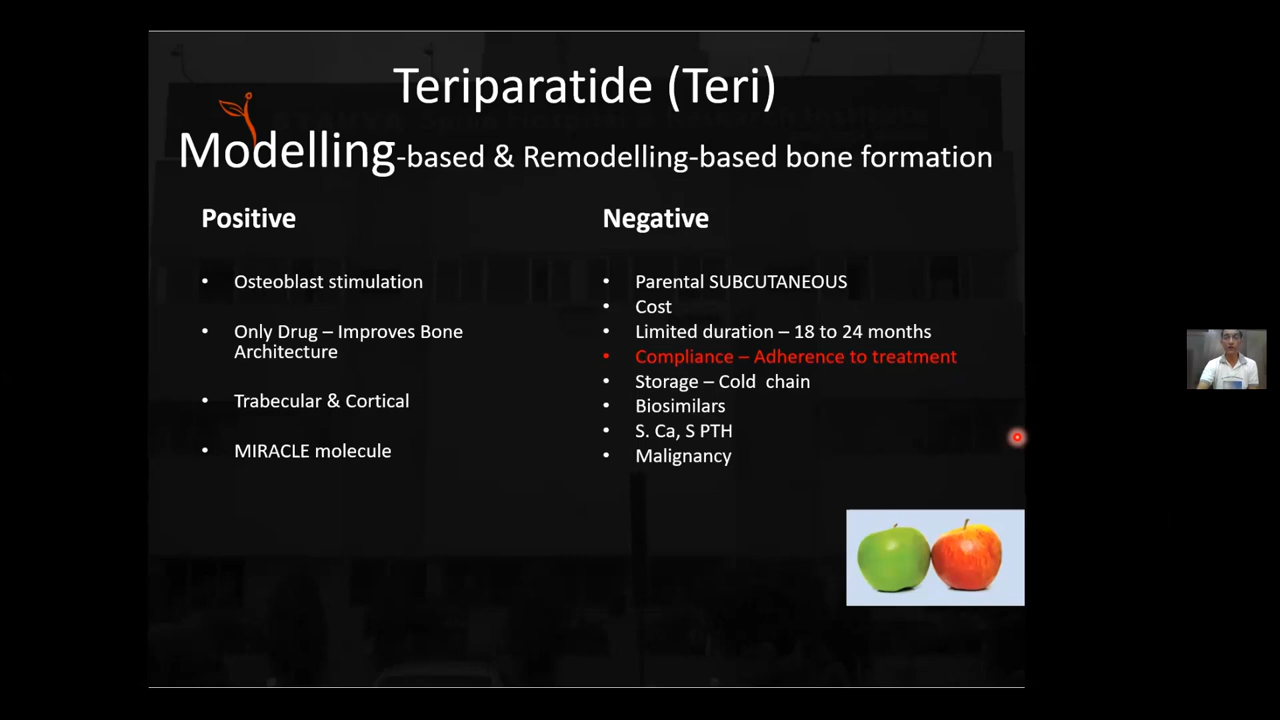 Teriparatide (Teri)
Modelling-based & Remodelling-based bone formation
Positive
• Osteoblast stimulation
• Only Drug – Improves Bone
Architecture
• Trabecular & Cortical
• MIRACLE molecule
Negative
• Parental SUBCUTANEOUS
• Cost
• Limited duration – 18 to 24 months
• Compliance – Adherence to treatment
• Storage – Cold chain
• Biosimilars
• S. Ca, S PTH
• Malignancy